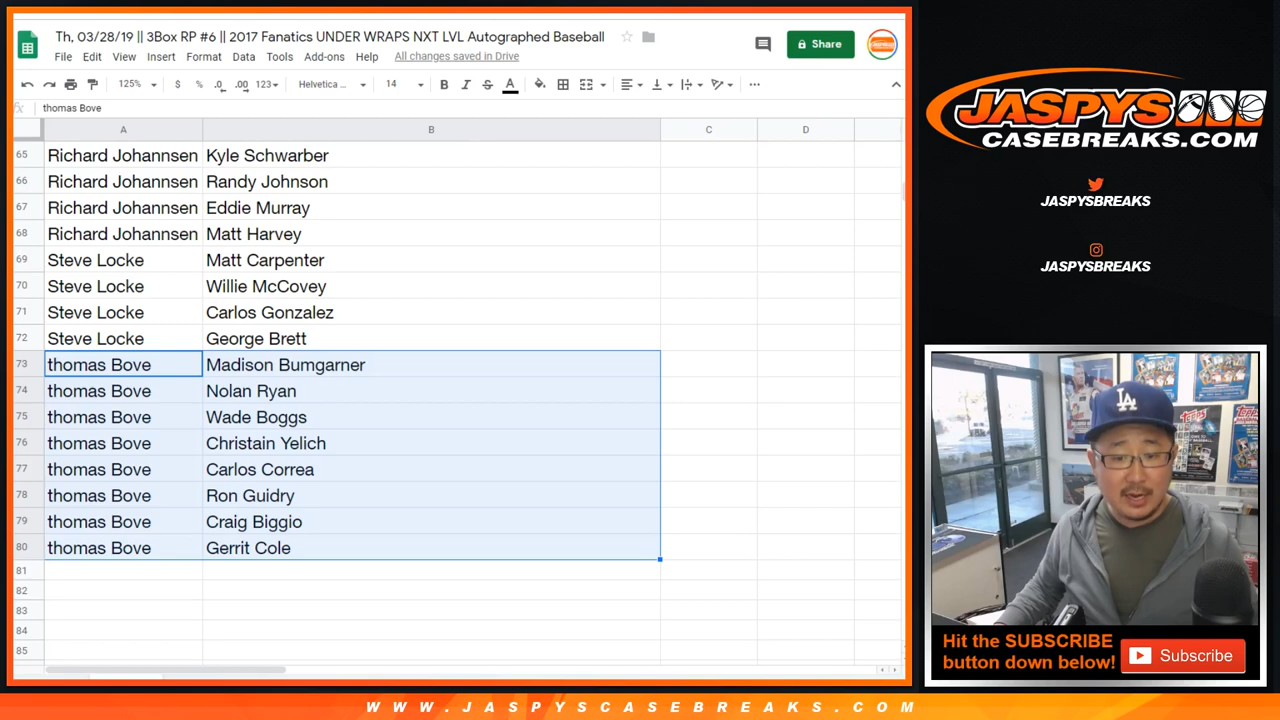 Th, 03/28/19 || 3Box RP #6 || 2017 Fanatics UNDER WRAPS NXT LVL Autographed Baseball
File Edit View Insert Format Data Tools Add-ons Help All changes saved in Drive
Share
125% $ % .0 .00 123 Helvetica ... 14 B I S A
fx thomas Bove
A B C D
65 Richard Johannsen Kyle Schwarber
66 Richard Johannsen Randy Johnson
67 Richard Johannsen Eddie Murray
68 Richard Johannsen Matt Harvey
69 Steve Locke Matt Carpenter
70 Steve Locke Willie McCovey
71 Steve Locke Carlos Gonzalez
72 Steve Locke George Brett
73 thomas Bove Madison Bumgarner
74 thomas Bove Nolan Ryan
75 thomas Bove Wade Boggs
76 thomas Bove Christain Yelich
77 thomas Bove Carlos Correa
78 thomas Bove Ron Guidry
79 thomas Bove Craig Biggio
80 thomas Bove Gerrit Cole
81
82
83
84
85
JASPYS
CASEBREAKS.COM
JASPYSBREAKS
JASPYSBREAKS
LA
TOPPS
TOPPS
Hit the SUBSCRIBE
button down below!
Subscribe
WWW.JASPYSCASEBREAKS.COM